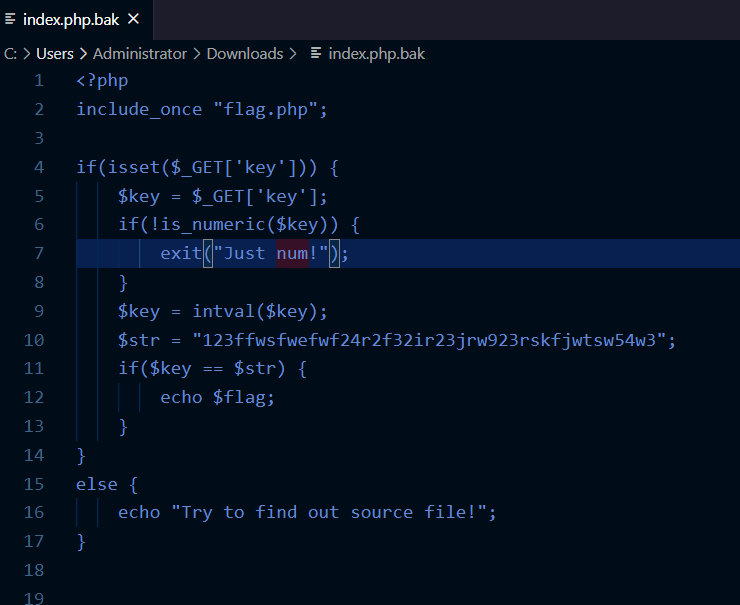 index.php.bak ×
C: > Users > Administrator > Downloads > index.php.bak
1 <?php
2 include_once "flag.php";
3
4 if(isset($_GET['key'])) {
5 $key = $_GET['key'];
6 if(!is_numeric($key)) {
7 exit("Just num!");
8 }
9 $key = intval($key);
10 $str = "123ffwsfwefwf24r2f32ir23jrw923rskfjwtsw54w3";
11 if($key == $str) {
12 echo $flag;
13 }
14 }
15 else {
16 echo "Try to find out source file!";
17 }
18
19